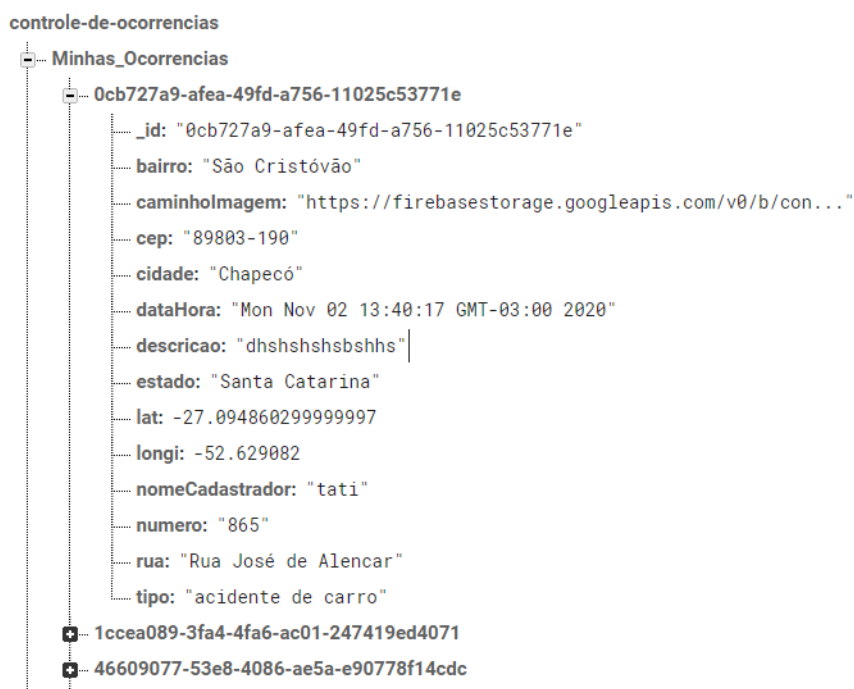 controle-de-ocorrencias
Minhas_Ocorrencias
0cb727a9-afea-49fd-a756-11025c53771e
_id: "0cb727a9-afea-49fd-a756-11025c53771e"
bairro: "São Cristóvão"
caminhoImagem: "https://firebasestorage.googleapis.com/v0/b/con..."
cep: "89803-190"
cidade: "Chapecó"
dataHora: "Mon Nov 02 13:40:17 GMT-03:00 2020"
descricao: "dhshshshsbshhs"
estado: "Santa Catarina"
lat: -27.094860299999997
longi: -52.629082
nomeCadastrador: "tati"
numero: "865"
rua: "Rua José de Alencar"
tipo: "acidente de carro"
1ccea089-3fa4-4fa6-ac01-247419ed4071
46609077-53e8-4086-ae5a-e90778f14cdc